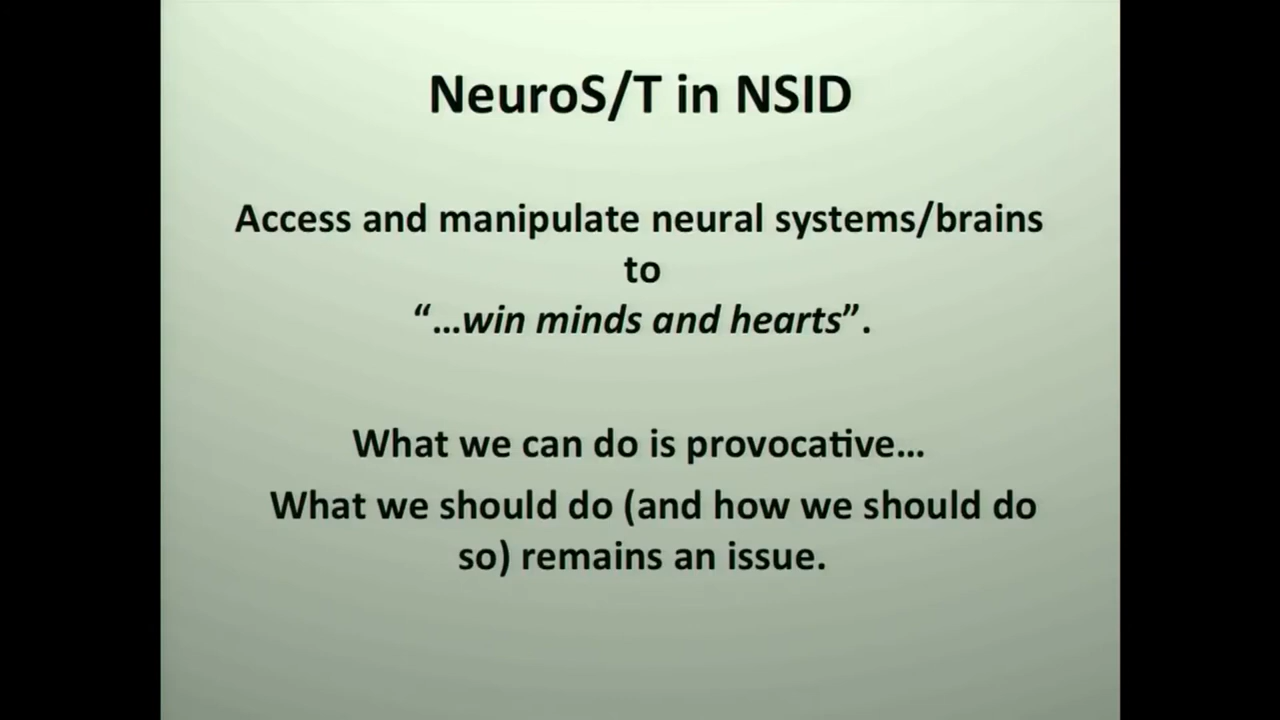 NeuroS/T in NSID
Access and manipulate neural systems/brains
to
“…win minds and hearts”.
What we can do is provocative…
What we should do (and how we should do
so) remains an issue.